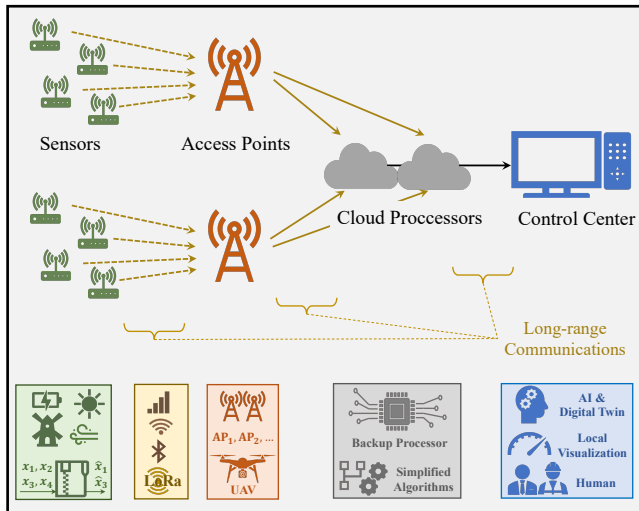 Sensors
Access Points
Cloud Proccessors
Control Center
Long-range
Communications
x₁, x₂
x₃, x₄
x̂₁
x̂₃
LoRa
AP₁, AP₂, ...
UAV
Backup Processor
Simplified
Algorithms
AI &
Digital Twin
Local
Visualization
Human